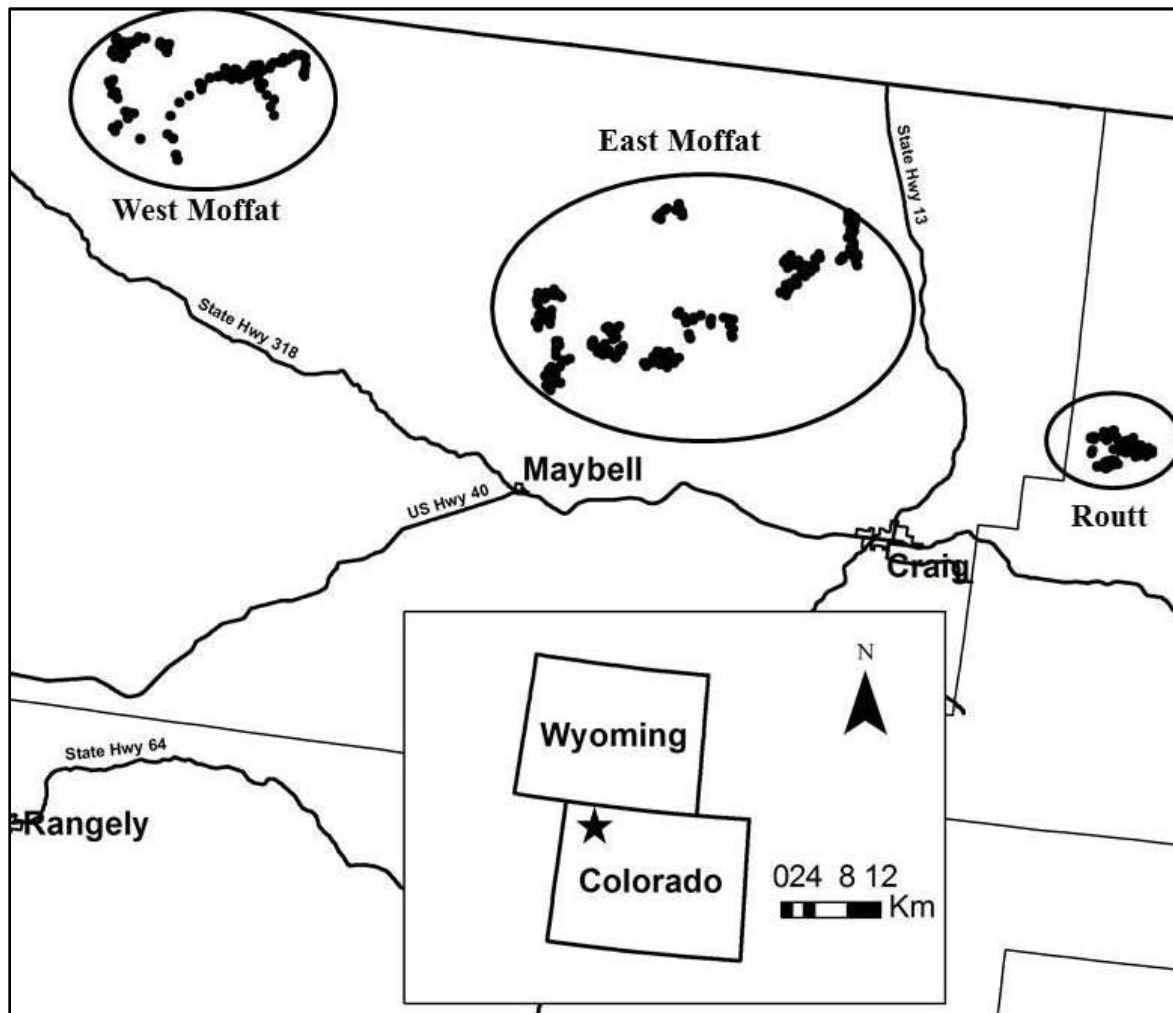 East Moffat
State Hwy 13
West Moffat
State Hwy 318
Maybell
US Hwy 40
Routt
Craig
N
Wyoming
State Hwy 64
Rangely
Colorado
024 8 12
Km